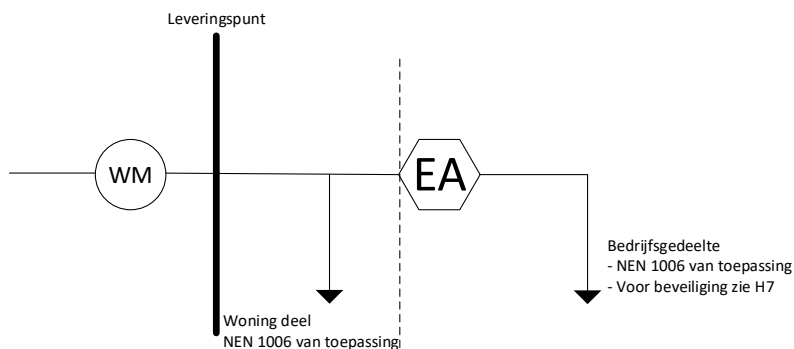 Leveringspunt
WM
EA
Woning deel
NEN 1006 van toepassing
Bedrijfsgedeelte
- NEN 1006 van toepassing
- Voor beveiliging zie H7